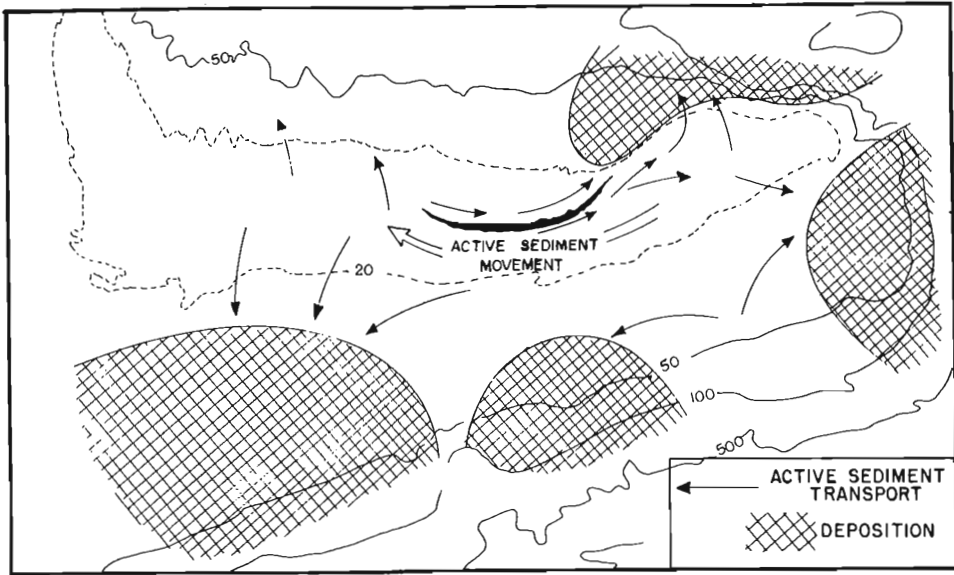 50
ACTIVE SEDIMENT
MOVEMENT
20
50
100
500
ACTIVE SEDIMENT
TRANSPORT
DEPOSITION